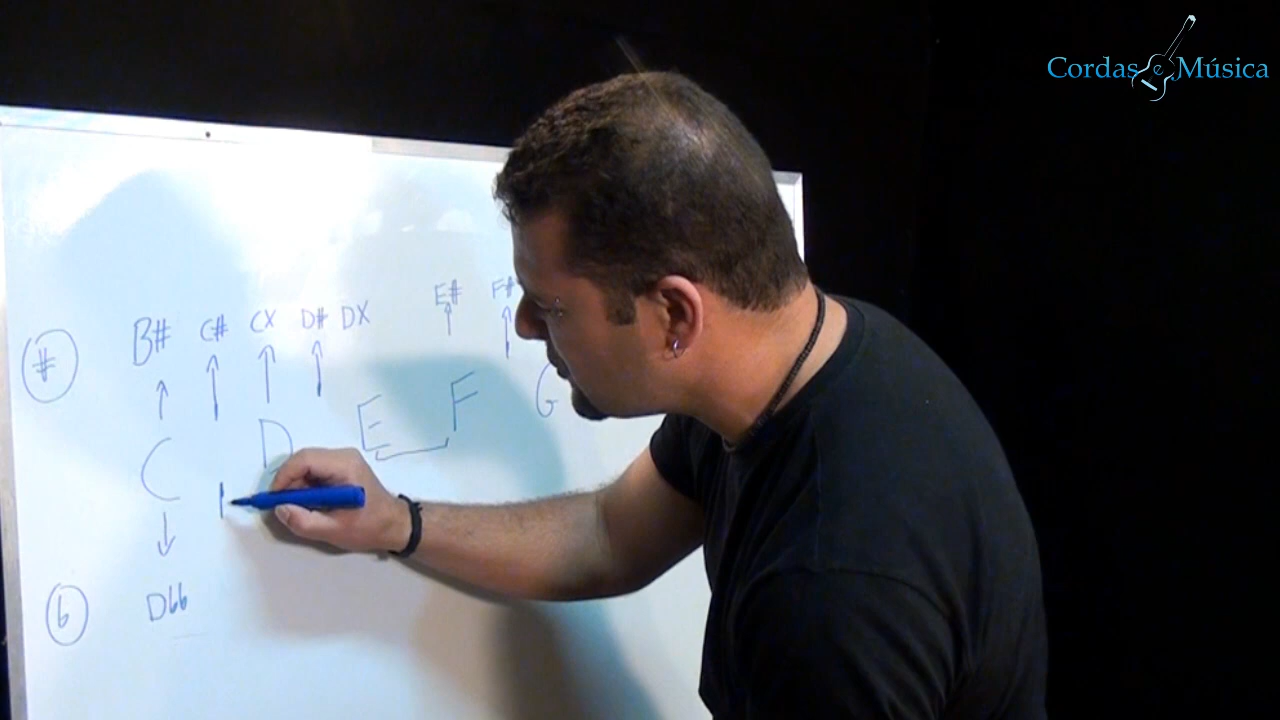 Cordas e Música
B# C# CX D# DX E# F#
#
C D E F G
b
Dbb